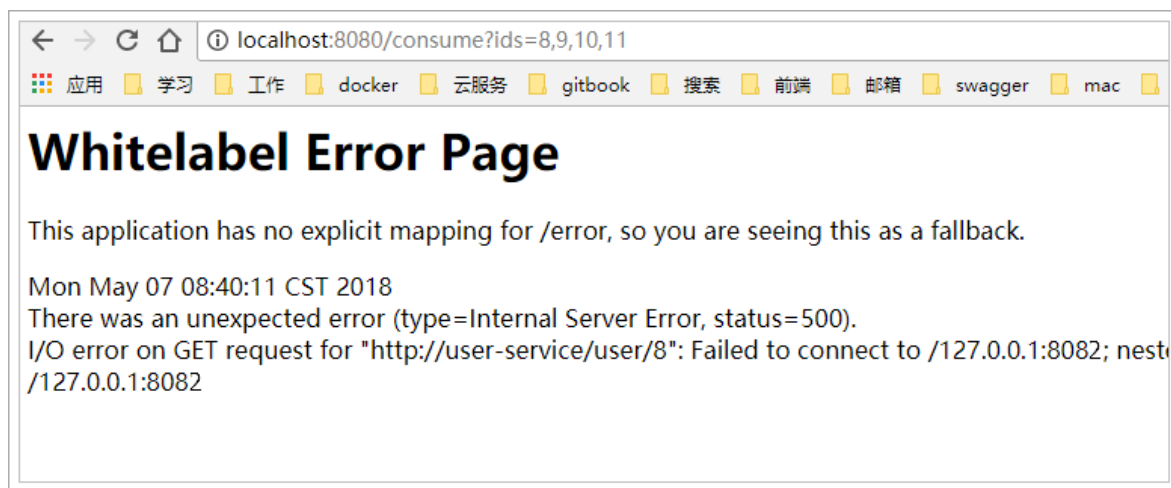 localhost:8080/consume?ids=8,9,10,11
应用 学习 工作 docker 云服务 gitbook 搜索 前端 邮箱 swagger mac
Whitelabel Error Page
This application has no explicit mapping for /error, so you are seeing this as a fallback.
Mon May 07 08:40:11 CST 2018
There was an unexpected error (type=Internal Server Error, status=500).
I/O error on GET request for "http://user-service/user/8": Failed to connect to /127.0.0.1:8082;
/127.0.0.1:8082